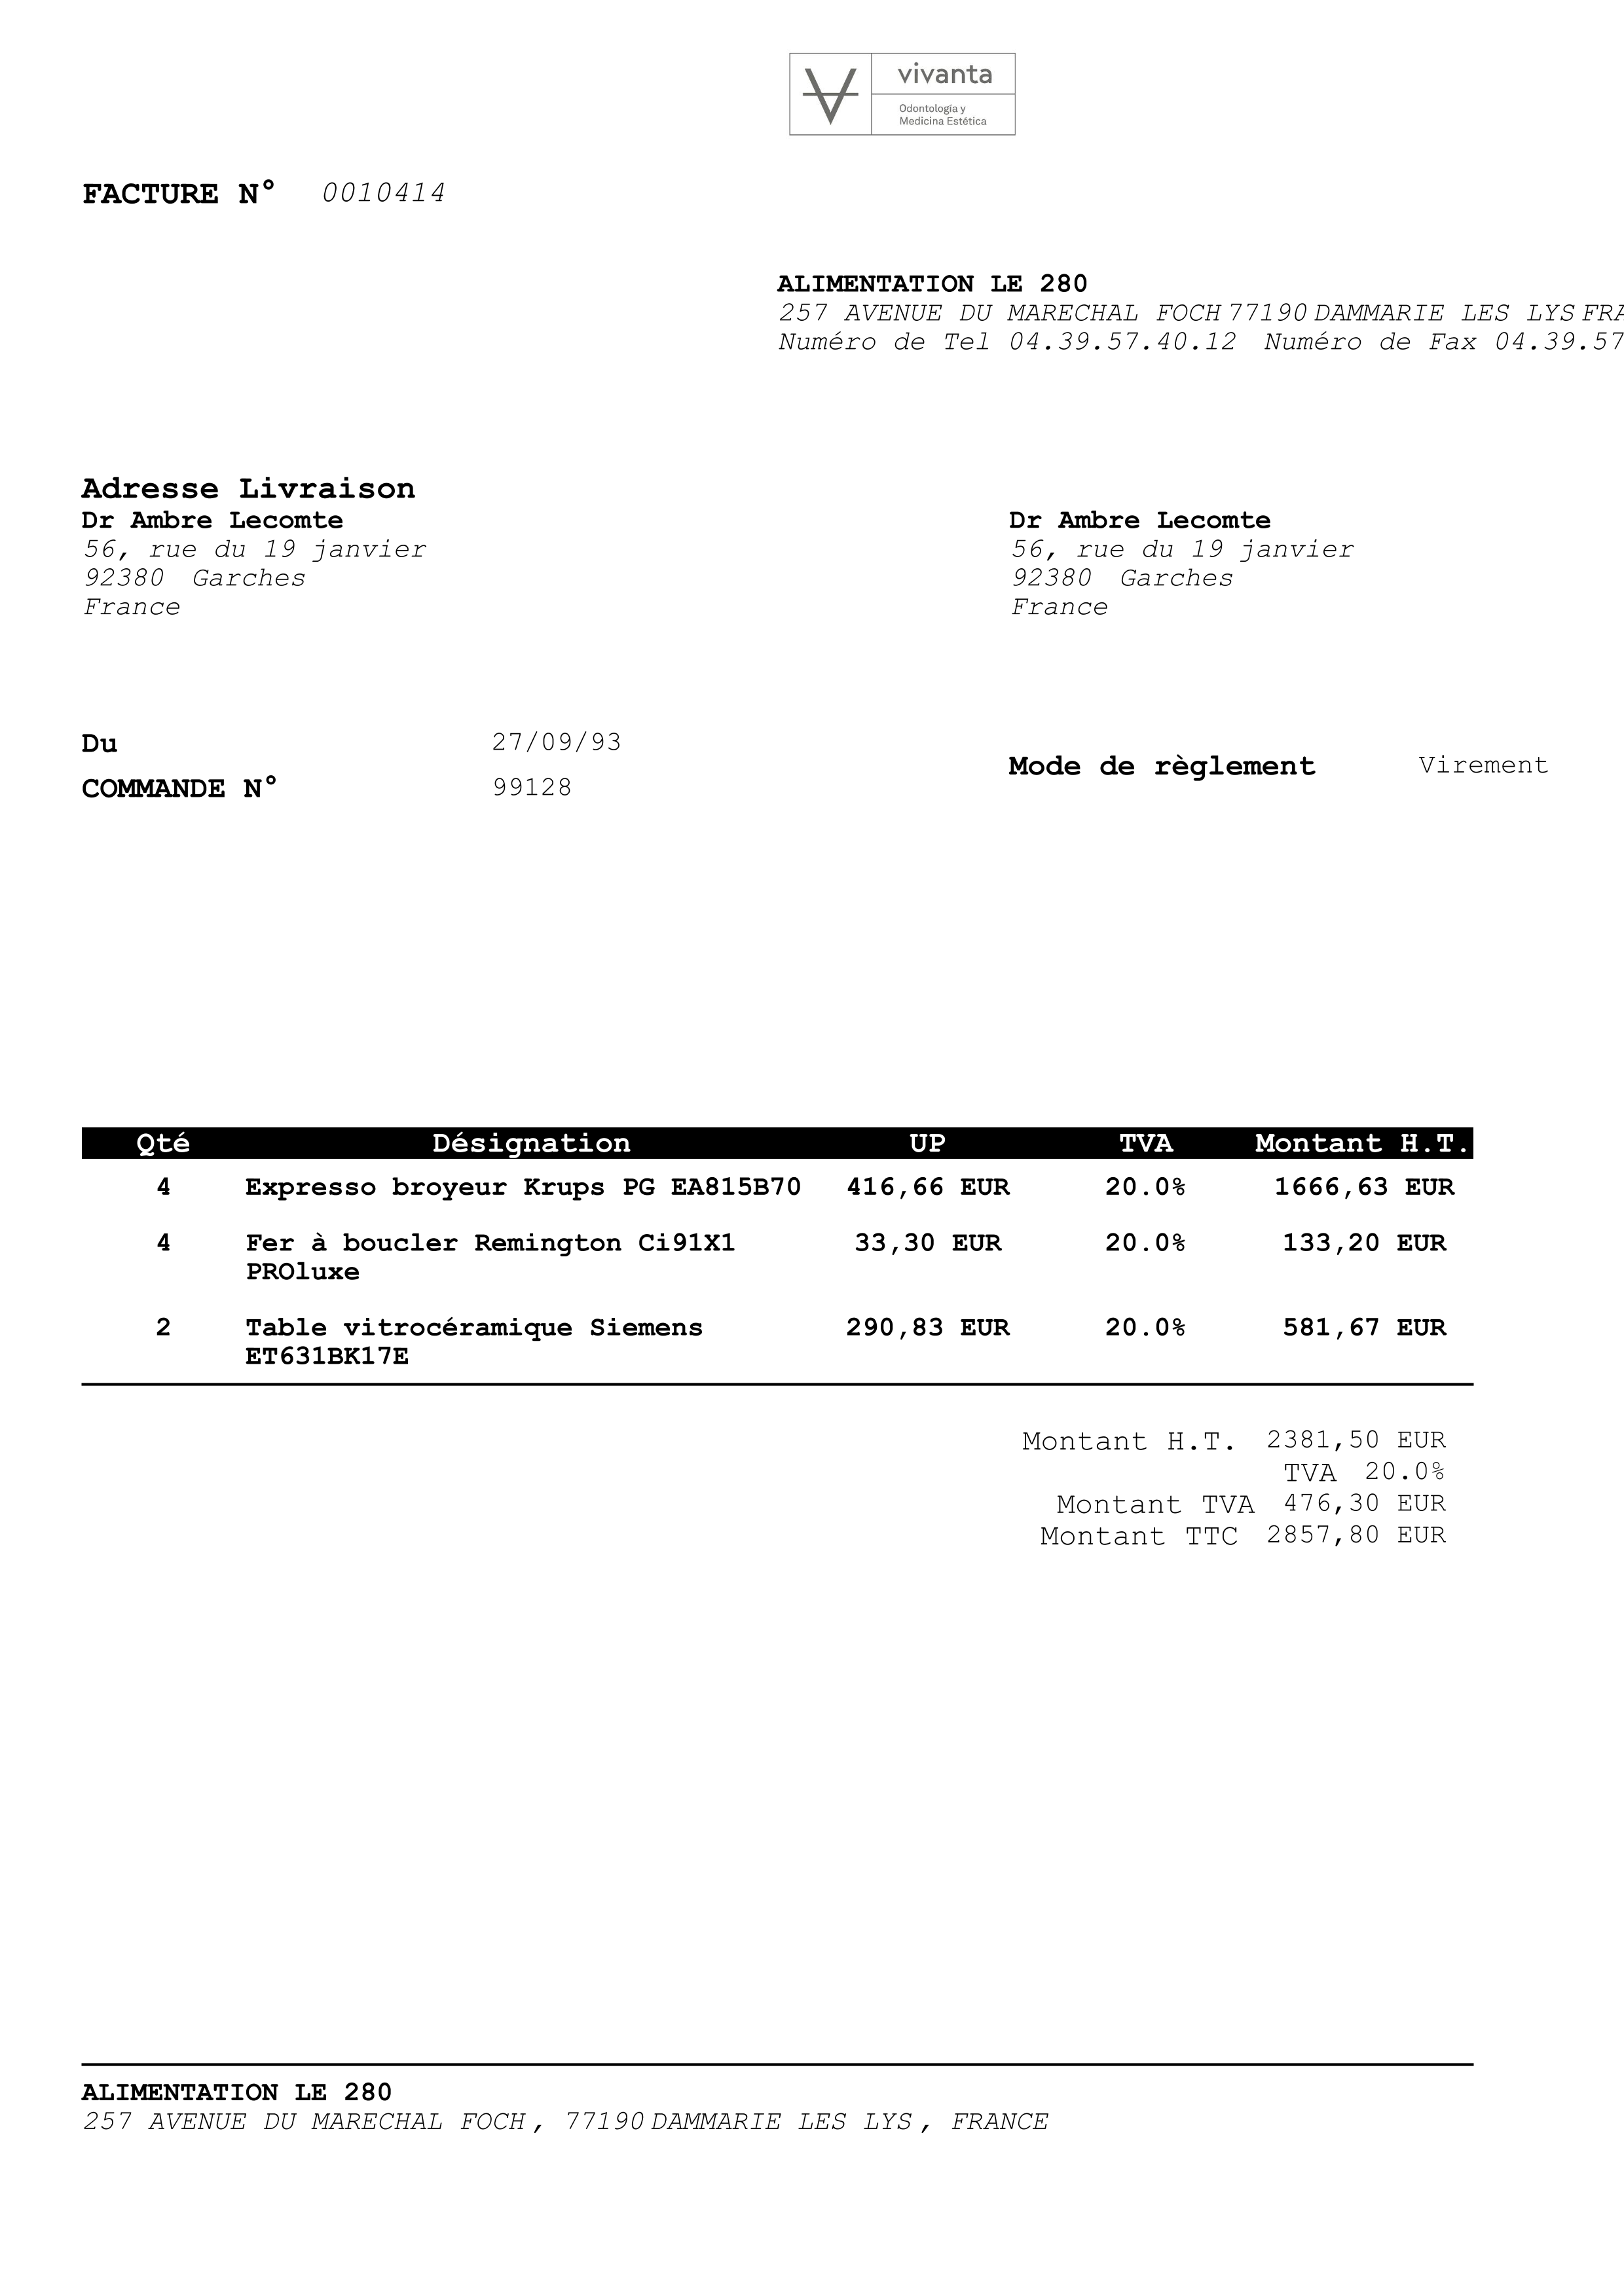 vivanta
Odontología y
Medicina Estética
FACTURE N° 0010414
ALIMENTATION LE 280
257 AVENUE DU MARECHAL FOCH 77190 DAMMARIE LES LYS FRA
Numéro de Tel 04.39.57.40.12 Numéro de Fax 04.39.57
Adresse Livraison
Dr Ambre Lecomte
56, rue du 19 janvier
92380 Garches
France
Dr Ambre Lecomte
56, rue du 19 janvier
92380 Garches
France
Du 27/09/93
COMMANDE N° 99128
Mode de règlement Virement
Qté Désignation UP TVA Montant H.T.
4 Expresso broyeur Krups PG EA815B70 416,66 EUR 20.0% 1666,63 EUR
4 Fer à boucler Remington Ci91X1 33,30 EUR 20.0% 133,20 EUR
PROluxe
2 Table vitrocéramique Siemens 290,83 EUR 20.0% 581,67 EUR
ET631BK17E
Montant H.T. 2381,50 EUR
TVA 20.0%
Montant TVA 476,30 EUR
Montant TTC 2857,80 EUR
ALIMENTATION LE 280
257 AVENUE DU MARECHAL FOCH , 77190 DAMMARIE LES LYS , FRANCE